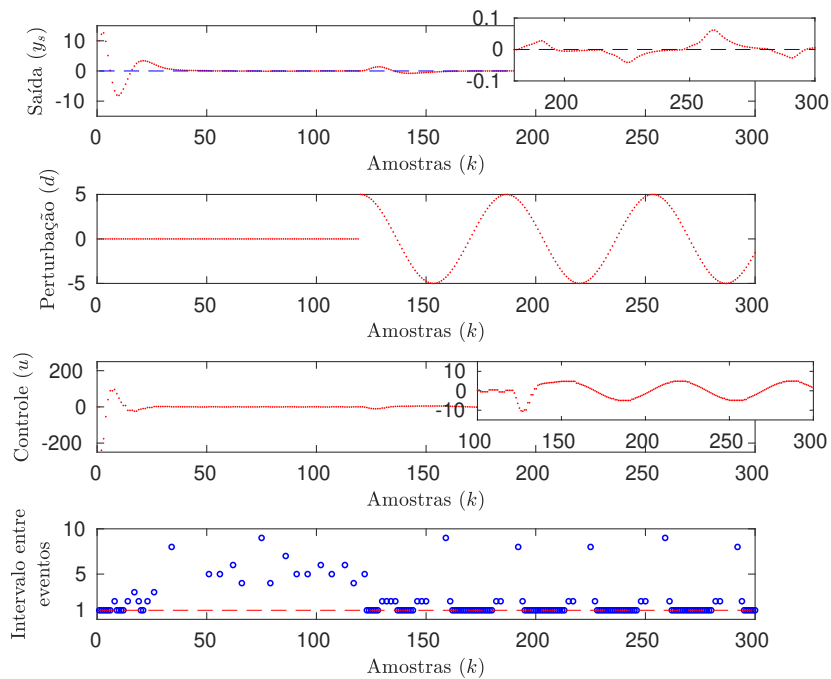 Saída (yₛ)
10
0
-10
0 50 100 150 200 250 300
0.1
0
-0.1
200 250 300
Amostras (k)
Perturbação (d)
5
0
-5
0 50 100 150 200 250 300
Amostras (k)
Controle (u)
200
0
-200
0 50 100 150 200 250 300
10
0
-10
100 150 200 250 300
Amostras (k)
Intervalo entre
eventos
10
5
1
0 50 100 150 200 250 300
Amostras (k)